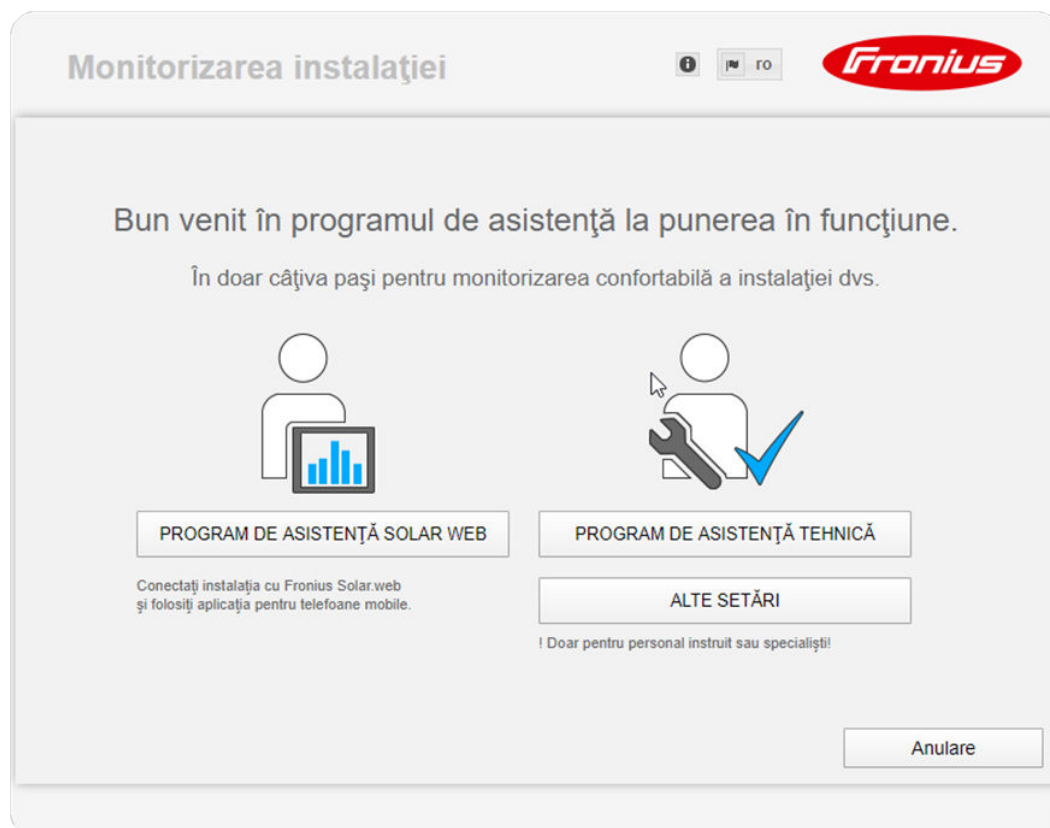 Monitorizarea instalaţiei
ro
Fronius
Bun venit în programul de asistenţă la punerea în funcţiune.
În doar câţiva paşi pentru monitorizarea confortabilă a instalaţiei dvs.
PROGRAM DE ASISTENŢĂ SOLAR WEB
PROGRAM DE ASISTENŢĂ TEHNICĂ
Conectaţi instalaţia cu Fronius Solar.web
şi folosiţi aplicaţia pentru telefoane mobile.
ALTE SETĂRI
! Doar pentru personal instruit sau specialişti!
Anulare